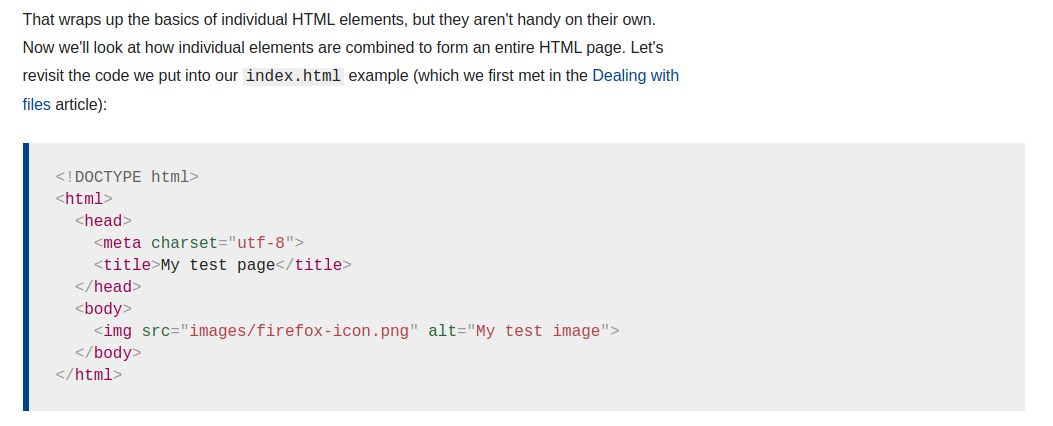 That wraps up the basics of individual HTML elements, but they aren't handy on their own.
Now we'll look at how individual elements are combined to form an entire HTML page. Let's
revisit the code we put into our index.html example (which we first met in the Dealing with
files article):
<!DOCTYPE html>
<html>
  <head>
    <meta charset="utf-8">
    <title>My test page</title>
  </head>
  <body>
    <img src="images/firefox-icon.png" alt="My test image">
  </body>
</html>